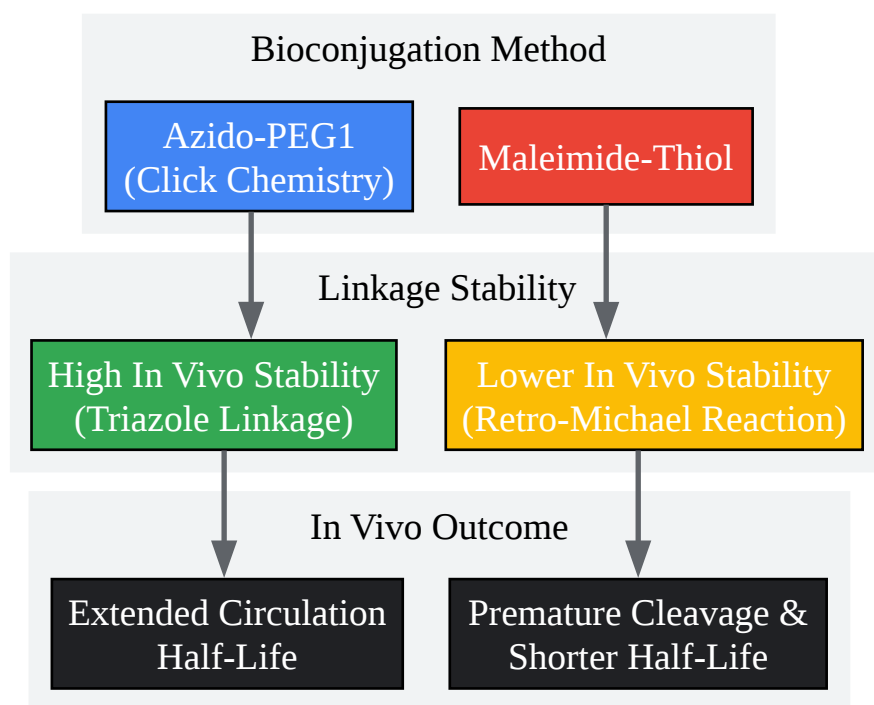 Bioconjugation Method
Azido-PEG1
(Click Chemistry)
Maleimide-Thiol
Linkage Stability
High In Vivo Stability
(Triazole Linkage)
Lower In Vivo Stability
(Retro-Michael Reaction)
In Vivo Outcome
Extended Circulation
Half-Life
Premature Cleavage &
Shorter Half-Life